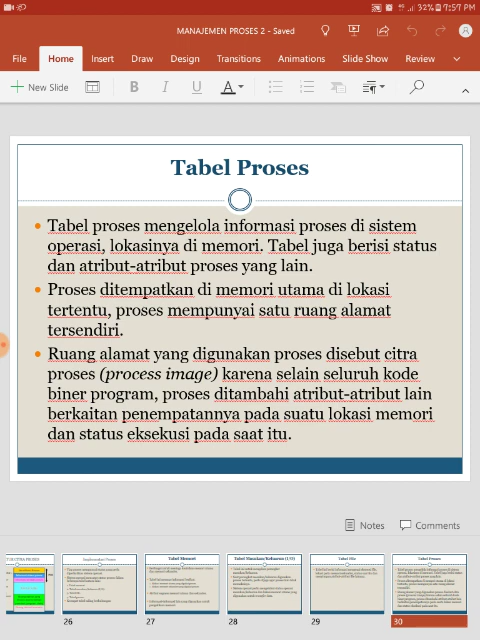 32% 7:57 PM
MANAJEMEN PROSES 2 - Saved
File Home Insert Draw Design Transitions Animations Slide Show Review
New Slide B I U A
Tabel Proses
Tabel proses mengelola informasi proses di sistem
operasi, lokasinya di memori. Tabel juga berisi status
dan atribut-atribut proses yang lain.
Proses ditempatkan di memori utama di lokasi
tertentu, proses mempunyai satu ruang alamat
tersendiri.
Ruang alamat yang digunakan proses disebut citra
proses (process image) karena selain seluruh kode
biner program, proses ditambahi atribut-atribut lain
berkaitan penempatannya pada suatu lokasi memori
dan status eksekusi pada saat itu.
Notes Comments
Tabel Memori
Tabel Proses
26 27 28 29 30